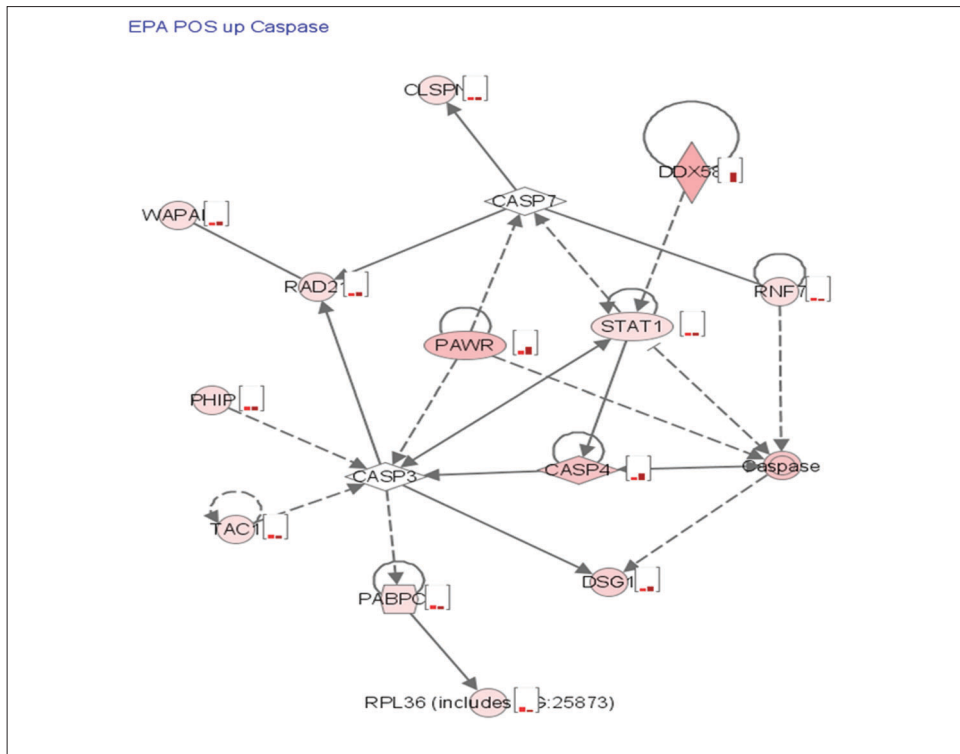 EPA POS up Caspase
CLSPN
DDX58
CASP7
WAPAL
RAD2
RNF7
STAT1
PAWR
PHIP
CASP4
Caspase
CASP3
TAC1
DSG1
PABPC
RPL36 (includes G:25873)